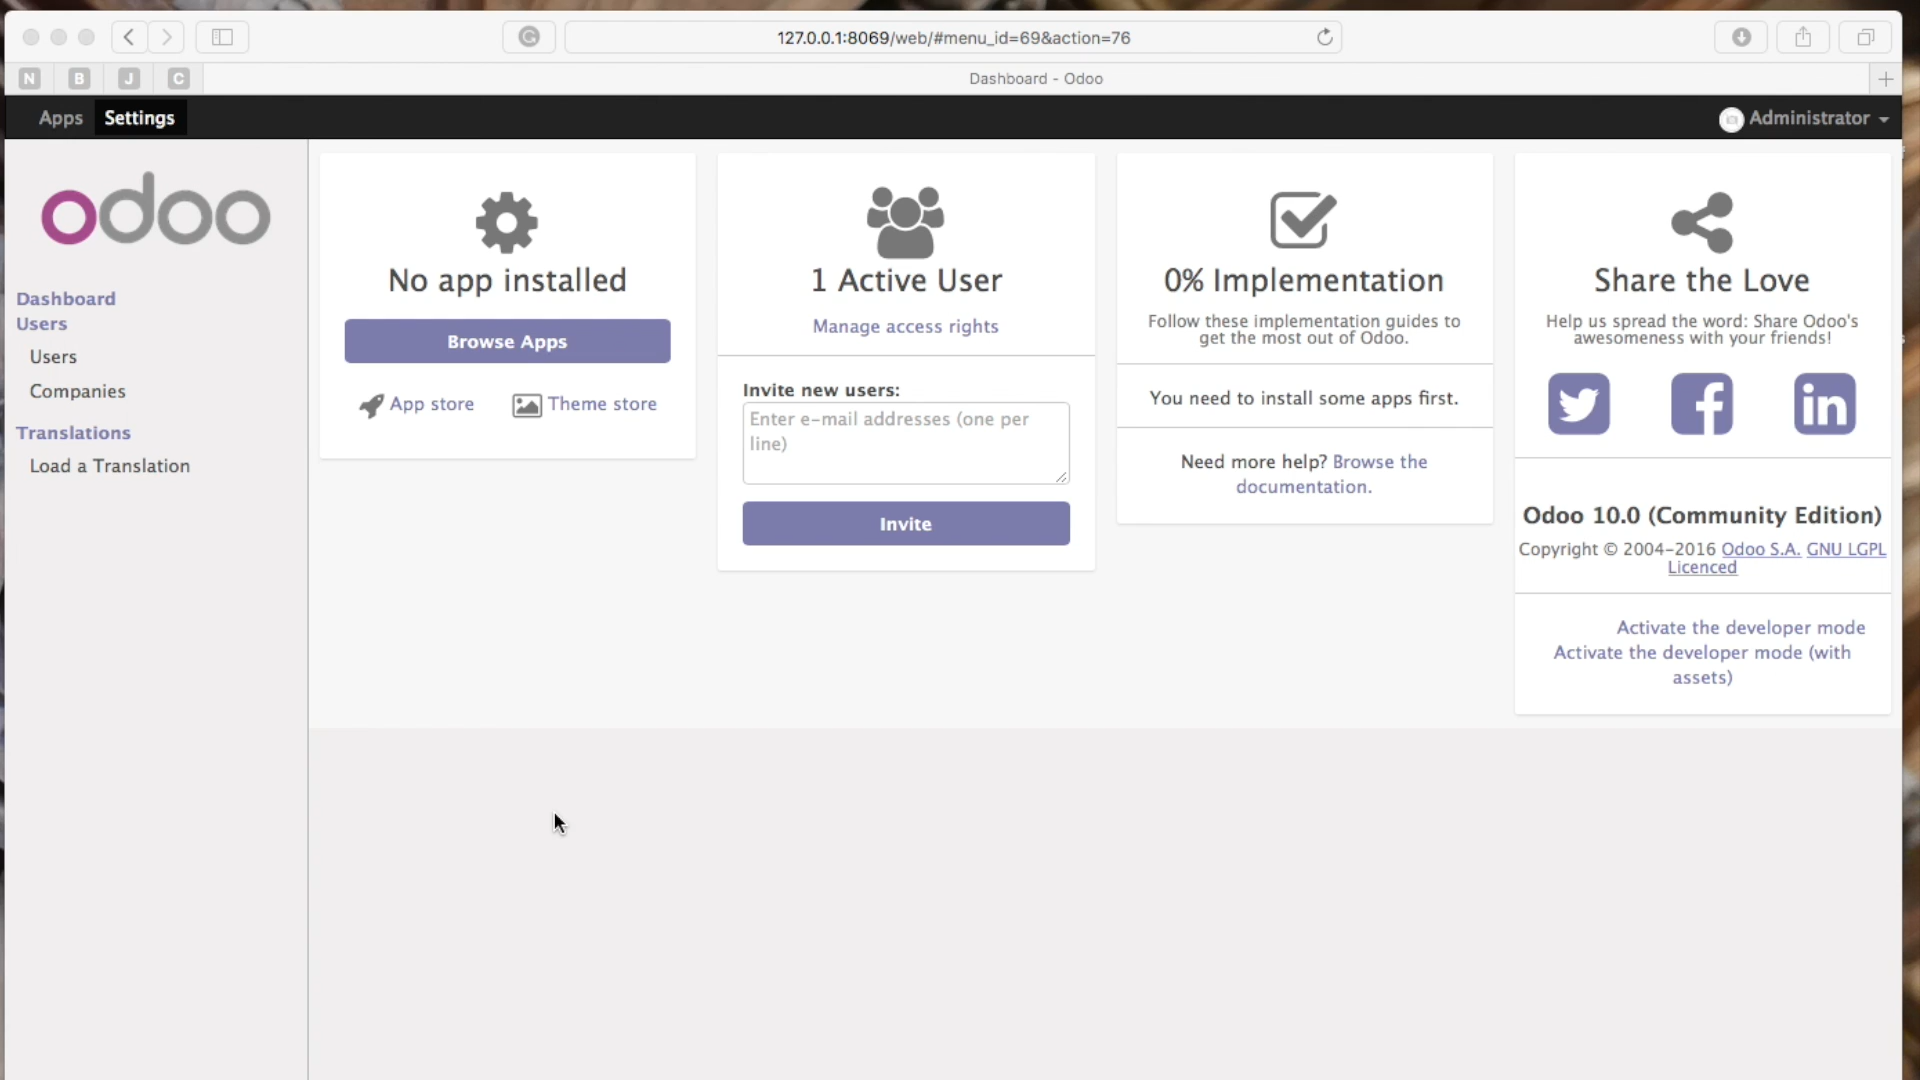 127.0.0.1:8069/web/#menu_id=69&action=76
N B J C
Dashboard - Odoo
Apps Settings
Administrator
odoo
Dashboard
Users
Users
Companies
Translations
Load a Translation
No app installed
Browse Apps
App store
Theme store
1 Active User
Manage access rights
Invite new users:
Enter e-mail addresses (one per
line)
Invite
0% Implementation
Follow these implementation guides to
get the most out of Odoo.
You need to install some apps first.
Need more help? Browse the
documentation.
Share the Love
Help us spread the word: Share Odoo's
awesomeness with your friends!
in
Odoo 10.0 (Community Edition)
Copyright © 2004-2016 Odoo S.A. GNU LGPL
Licenced
Activate the developer mode
Activate the developer mode (with
assets)